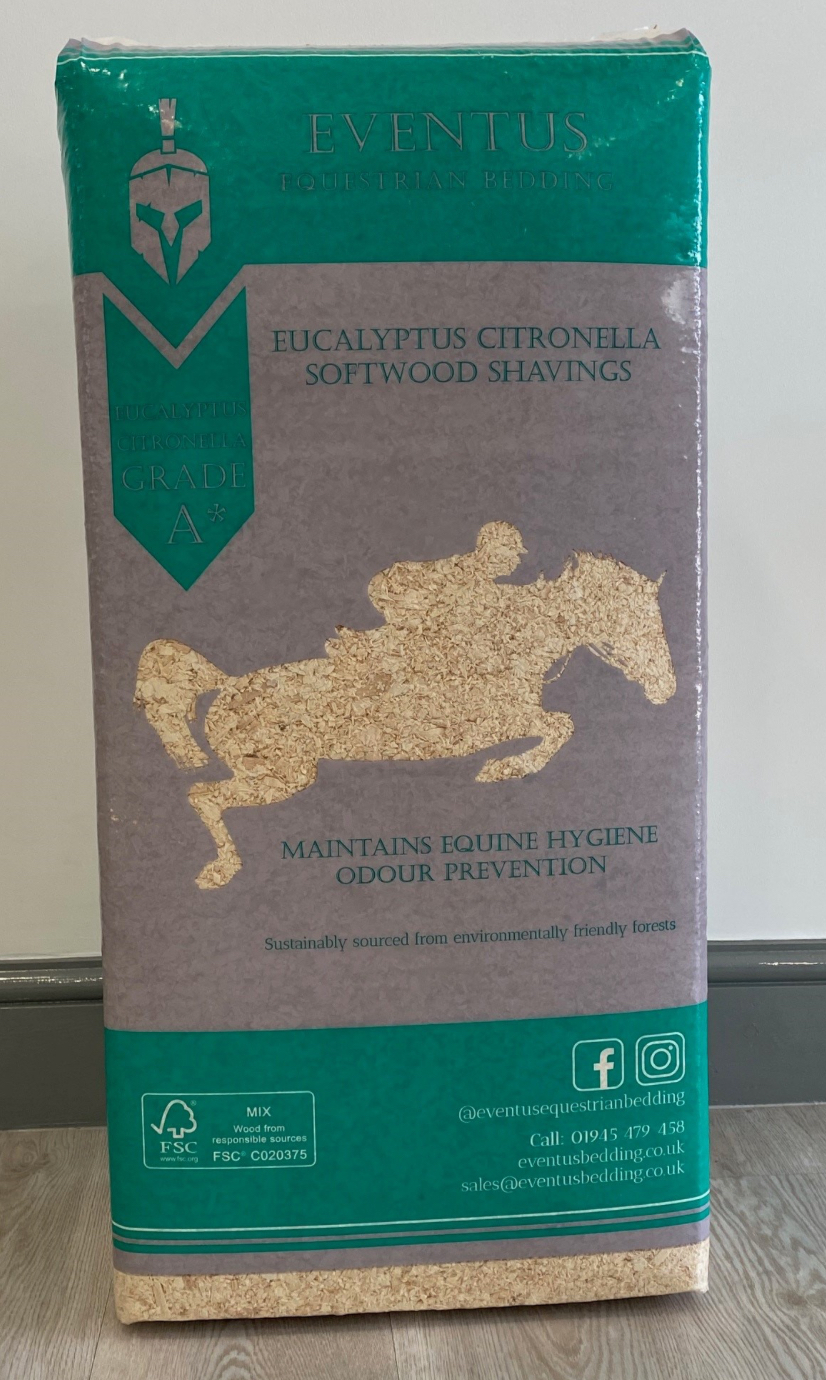 EVENTUS
EQUESTRIAN BEDDING
EUCALYPTUS CITRONELLA
SOFTWOOD SHAVINGS
EUCALYPTUS
CITRONELLA
GRADE
A*
MAINTAINS EQUINE HYGIENE
ODOUR PREVENTION
Sustainably sourced from environmentally friendly forests
f
@eventusequestrianbedding
Call: 01945 479 458
eventusbedding.co.uk
sales@eventusbedding.co.uk
®
FSC
www.fsc.org
MIX
Wood from
responsible sources
FSC® C020375